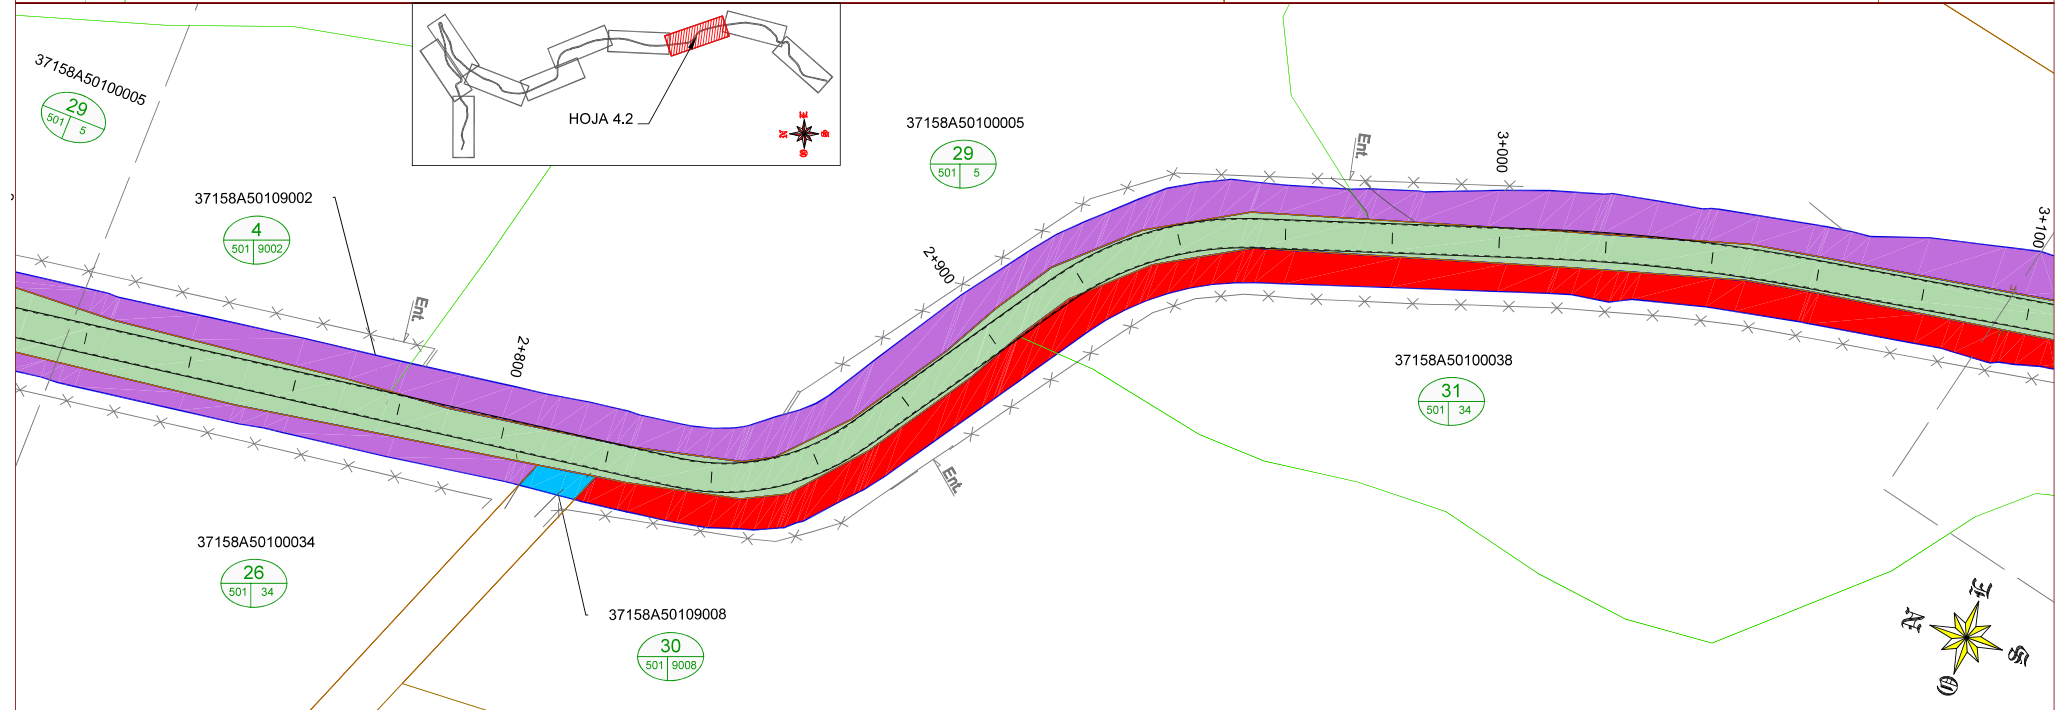 37158A50100005
29
501 5
HOJA 4.2
E
N
S
O
37158A50100005
29
501 5
Ent.
3+000
37158A50109002
4
501 9002
3+100
2+900
Ent.
2+800
37158A50100038
31
501 34
Ent.
37158A50100034
26
501 34
37158A50109008
30
501 9008
E
N
S
O